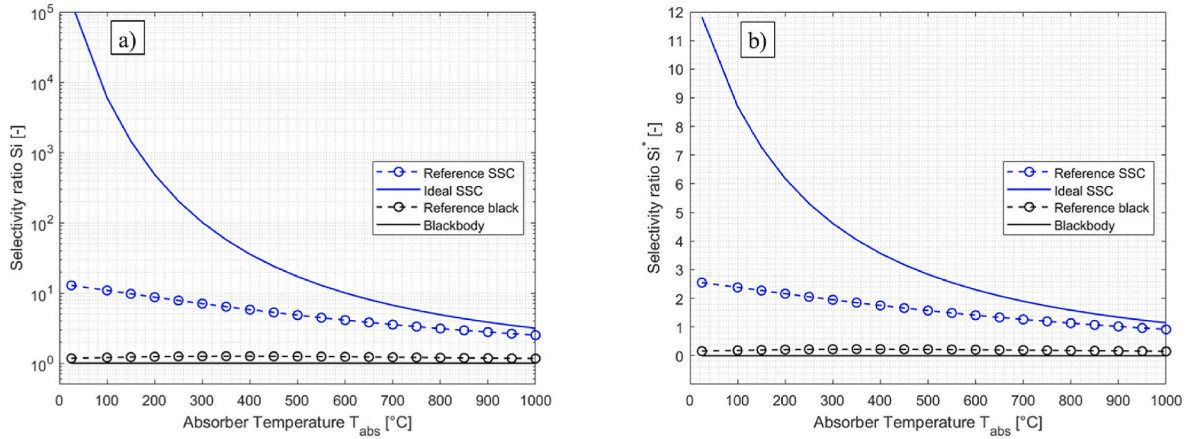 a)
Selectivity ratio Si [-]
10^5
10^4
10^3
10^2
10^1
10^0
Reference SSC
Ideal SSC
Reference black
Blackbody
0 100 200 300 400 500 600 700 800 900 1000
Absorber Temperature T_abs [°C]
b)
Selectivity ratio Si^* [-]
12
11
10
9
8
7
6
5
4
3
2
1
0
Reference SSC
Ideal SSC
Reference black
Blackbody
0 100 200 300 400 500 600 700 800 900 1000
Absorber Temperature T_abs [°C]